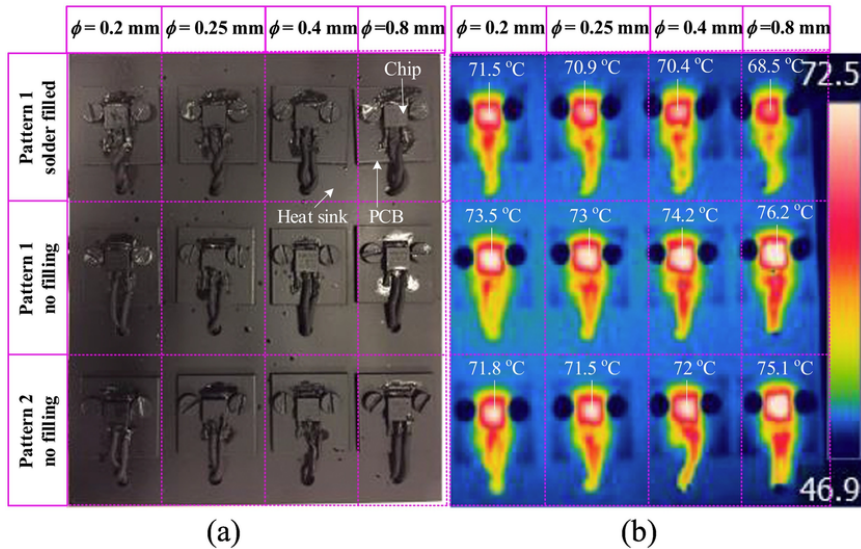 ϕ = 0.2 mm ϕ = 0.25 mm ϕ = 0.4 mm ϕ=0.8 mm ϕ = 0.2 mm ϕ = 0.25 mm ϕ = 0.4 mm ϕ=0.8 mm
Pattern 1
solder filled
Chip
Heat sink
PCB
71.5 °C 70.9 °C 70.4 °C 68.5 °C
72.5
Pattern 1
no filling
73.5 °C 73 °C 74.2 °C 76.2 °C
Pattern 2
no filling
71.8 °C 71.5 °C 72 °C 75.1 °C
46.9
(a) (b)